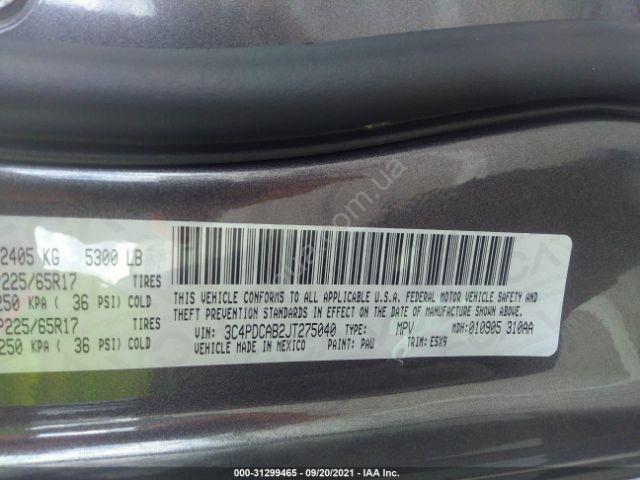 2405 KG 5300 LB
P225/65R17 TIRES
250 KPA ( 36 PSI) COLD
P225/65R17 TIRES
250 KPA ( 36 PSI) COLD
THIS VEHICLE CONFORMS TO ALL APPLICABLE U.S.A. FEDERAL MOTOR VEHICLE SAFETY, BUMPER, AND
THEFT PREVENTION STANDARDS IN EFFECT ON THE DATE OF MANUFACTURE SHOWN ABOVE.
VIN: 3C4PDCAB2JT275040 TYPE: MPV MDH: 010905 310AA
VEHICLE MADE IN MEXICO PAINT: PAU TRIM: E5X9
000-31299465 - 09/20/2021 - IAA Inc.